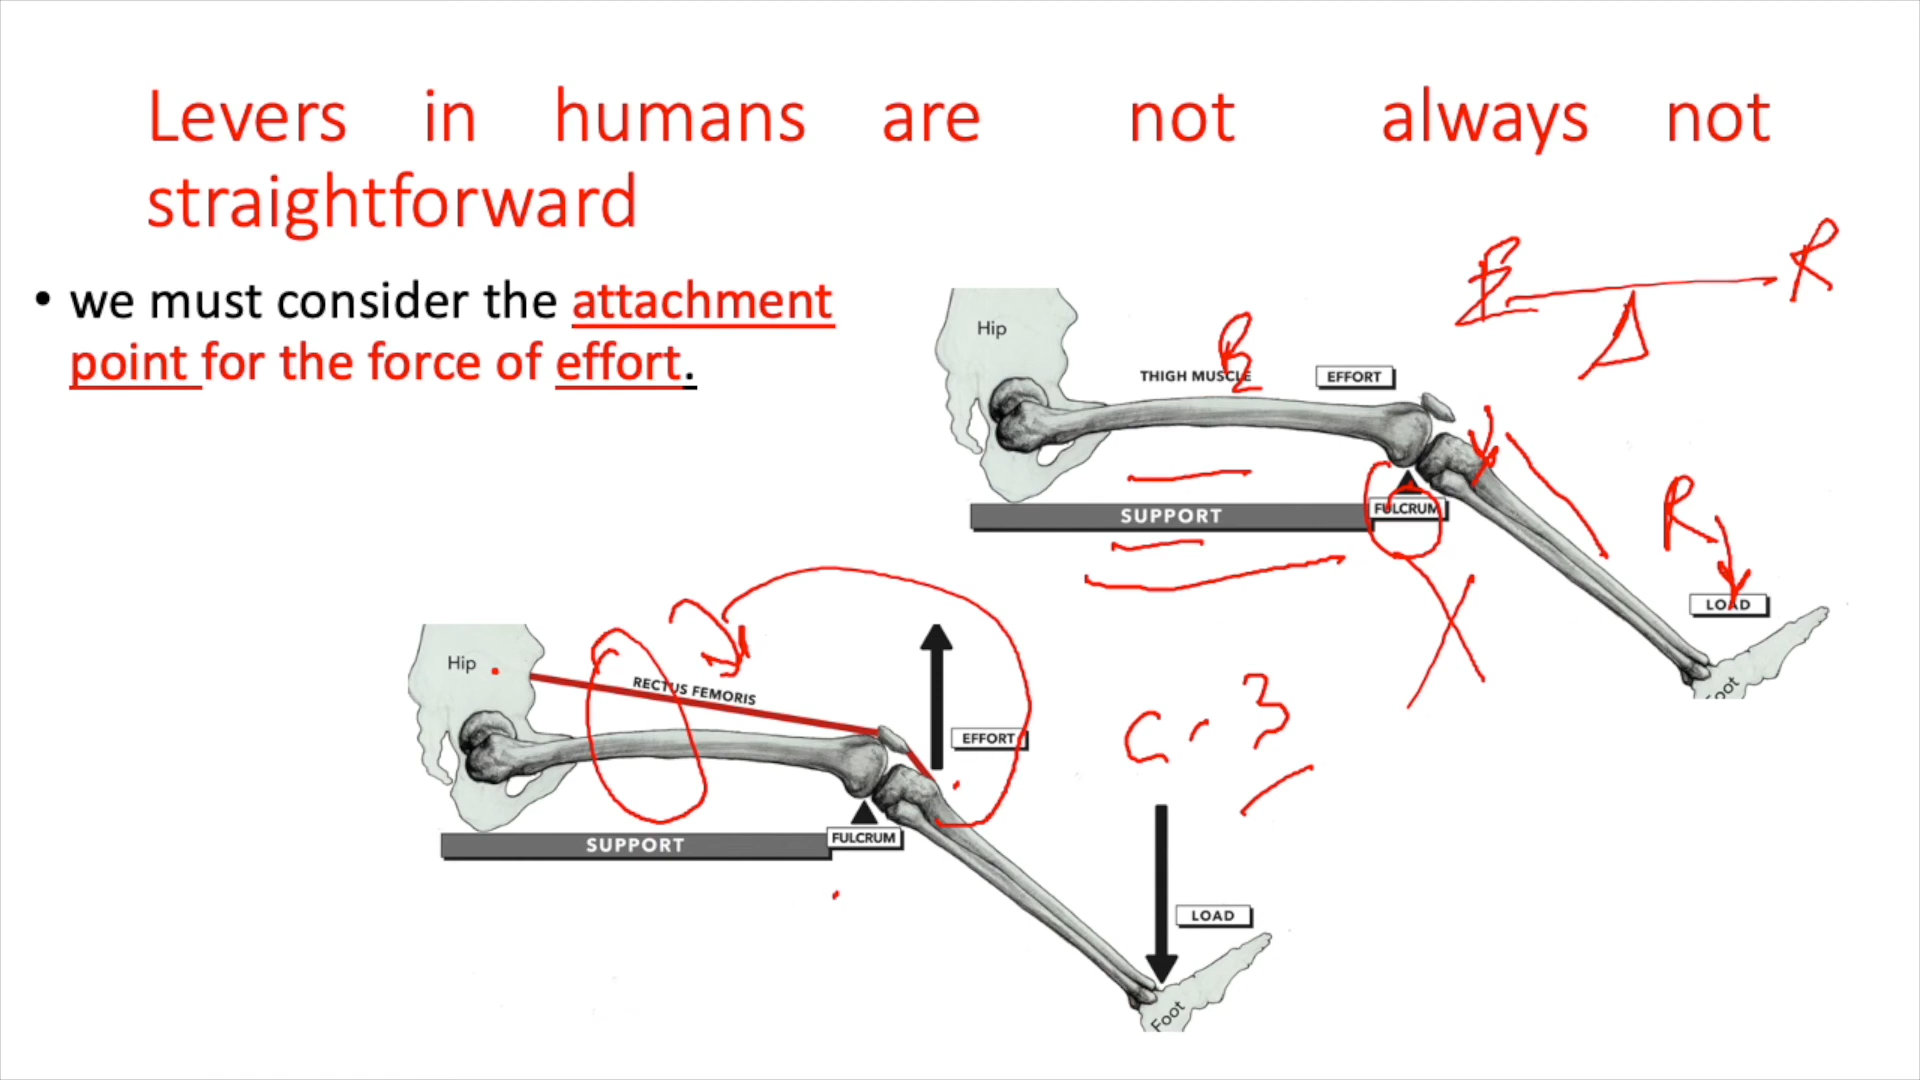 Levers in humans are not always not
straightforward
• we must consider the attachment
point for the force of effort.
E R
Hip
R
THIGH MUSCLE
EFFORT
SUPPORT
FULCRUM
R
LOAD
Hip
RECTUS FEMORIS
EFFORT
C. 3
SUPPORT
FULCRUM
LOAD
Foot